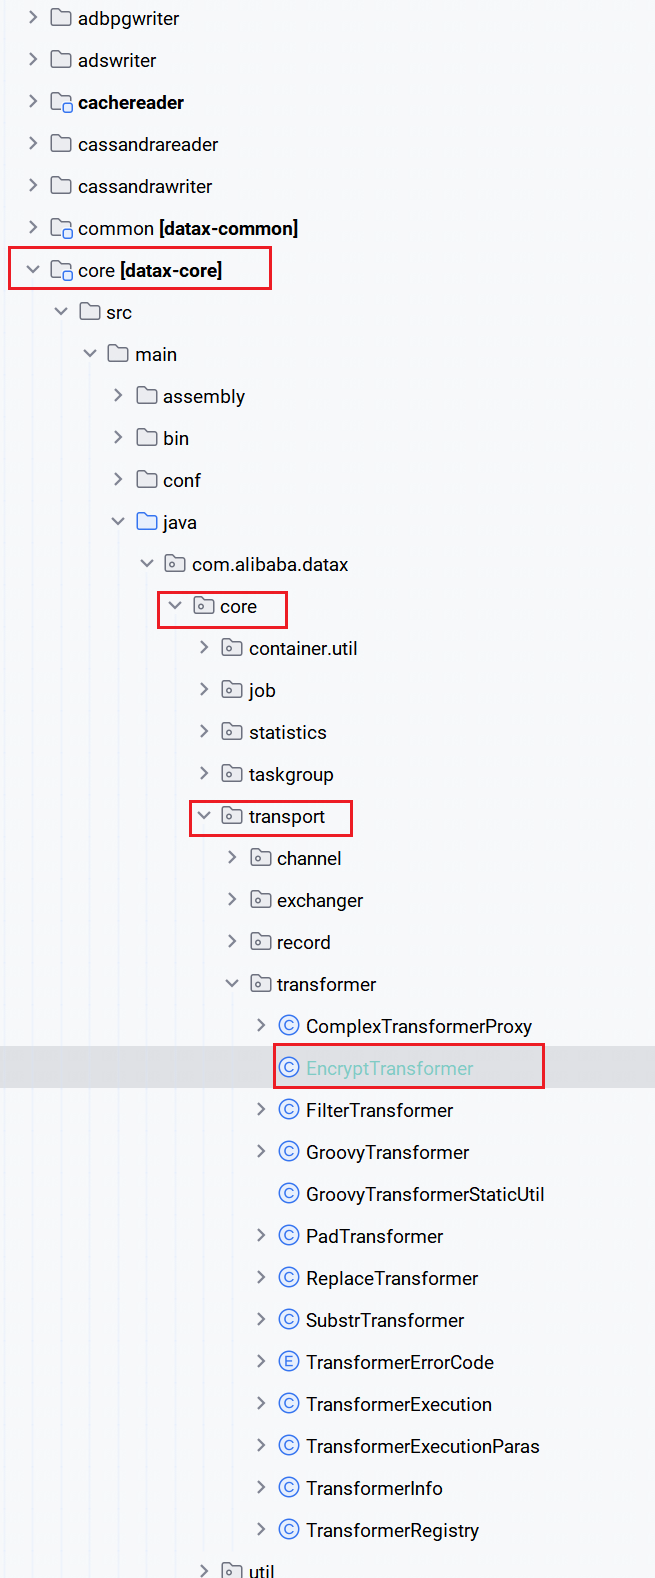 adbpgwriter
adswriter
cachereader
cassandrareader
cassandrawriter
common [datax-common]
core [datax-core]
src
main
assembly
bin
conf
java
com.alibaba.datax
core
container.util
job
statistics
taskgroup
transport
channel
exchanger
record
transformer
C ComplexTransformerProxy
C EncryptTransformer
C FilterTransformer
C GroovyTransformer
C GroovyTransformerStaticUtil
C PadTransformer
C ReplaceTransformer
C SubstrTransformer
E TransformerErrorCode
C TransformerExecution
C TransformerExecutionParas
C TransformerInfo
C TransformerRegistry
util